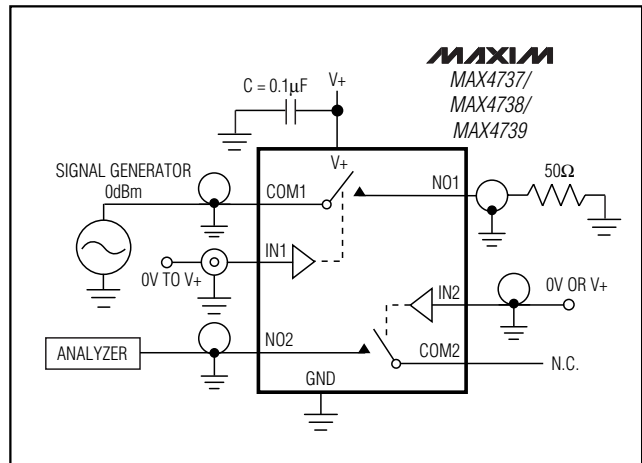 MAXIM
MAX4737/
MAX4738/
MAX4739
C = 0.1µF
V+
SIGNAL GENERATOR
0dBm
V+
COM1
NO1
50Ω
IN1
0V TO V+
IN2
0V OR V+
ANALYZER
NO2
COM2
N.C.
GND